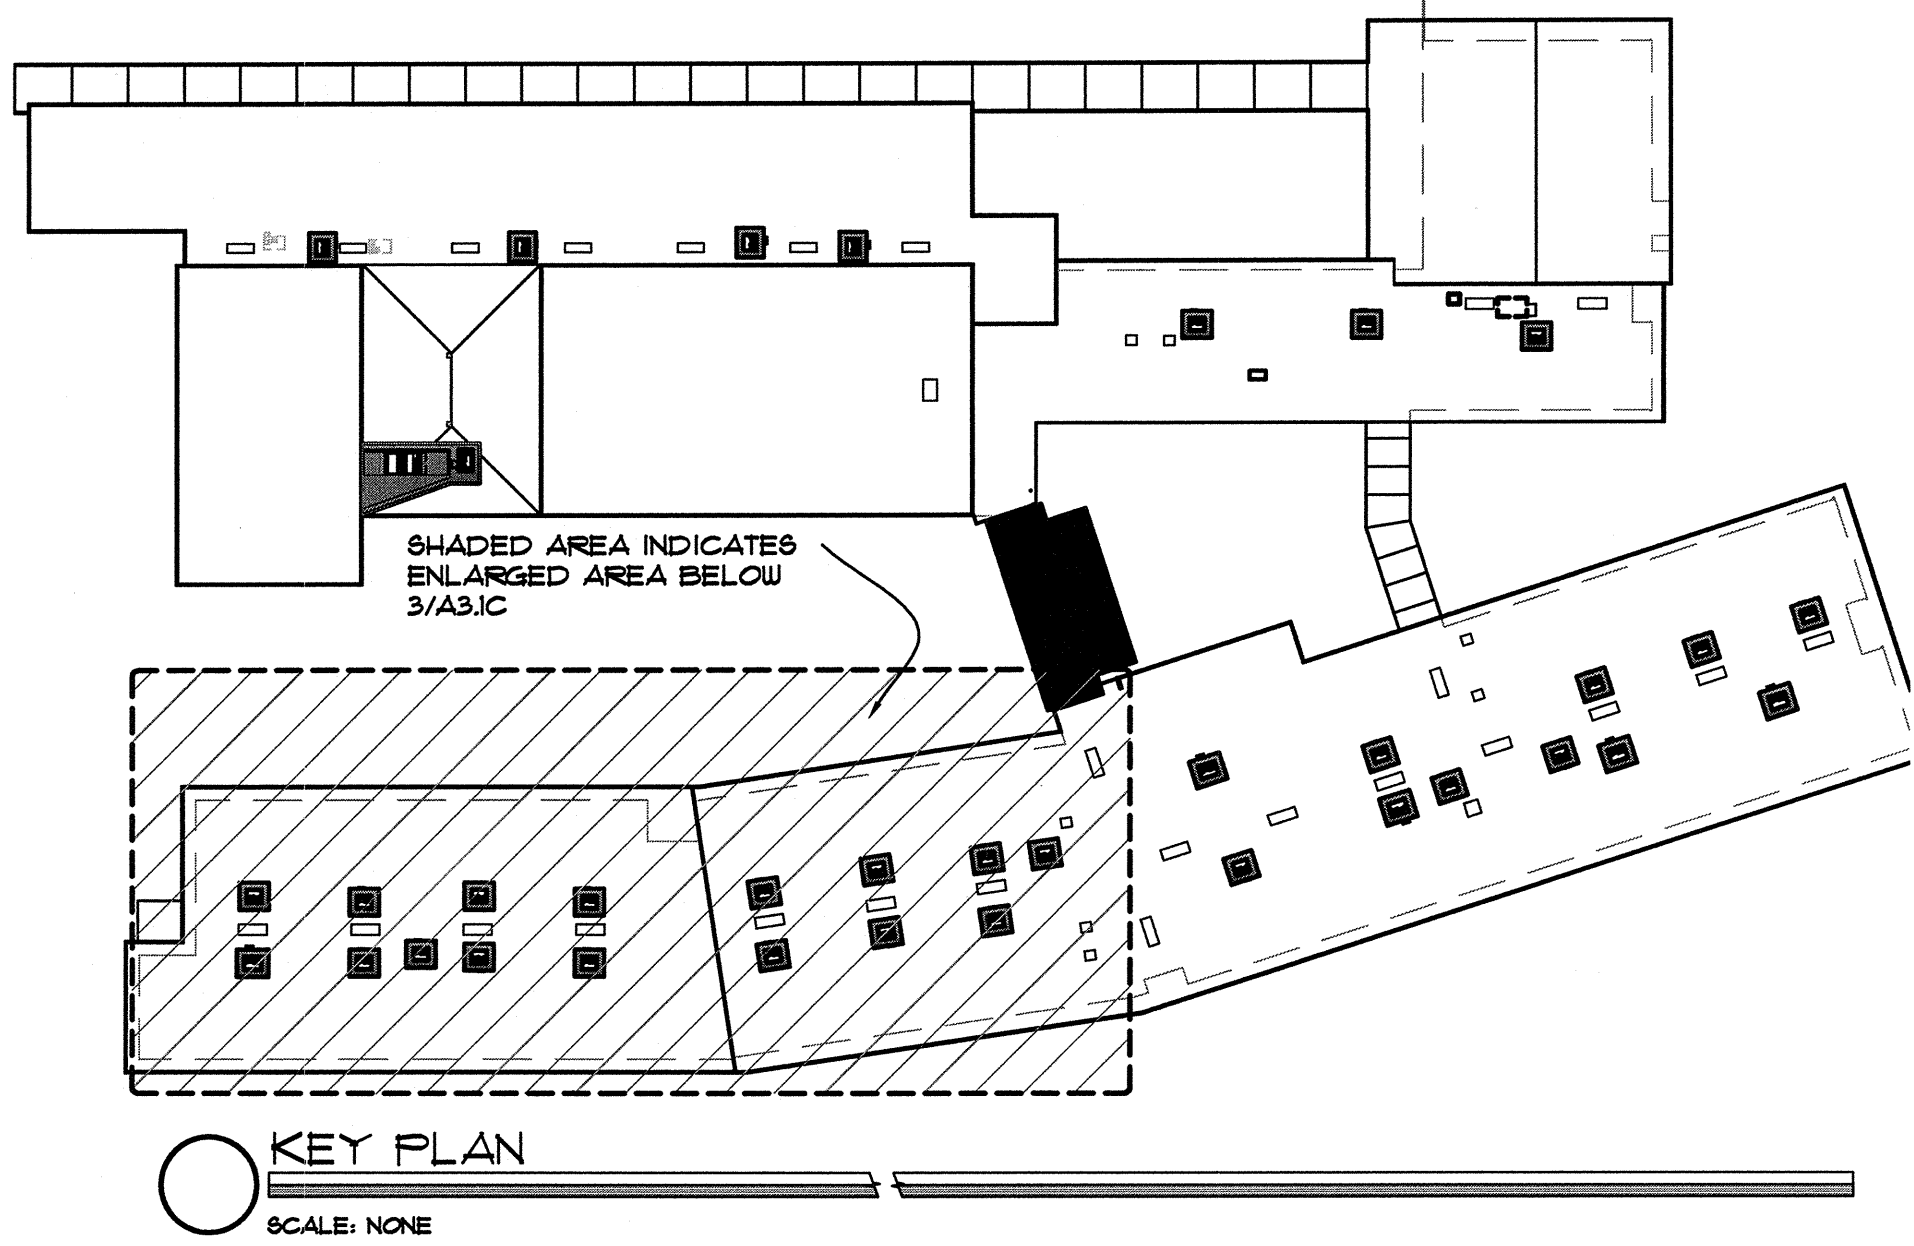 SHADED AREA INDICATES
ENLARGED AREA BELOW
3/A3.1C
KEY PLAN
SCALE: NONE